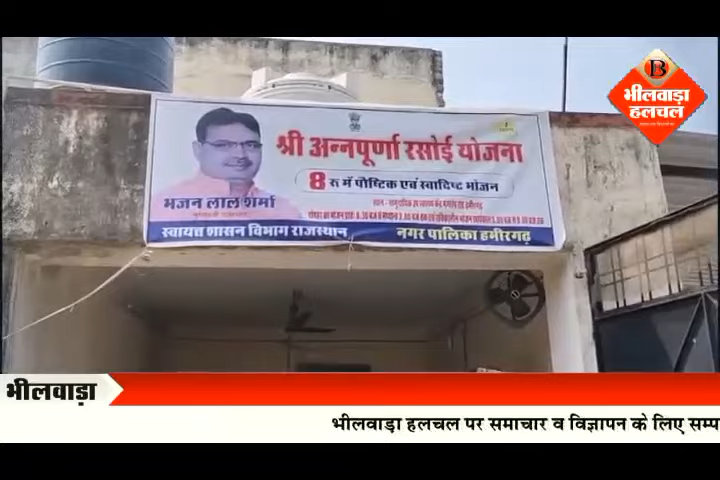 B
भीलवाड़ा
हलचल
श्री अन्नपूर्णा रसोई योजना
8 रु में पौष्टिक एवं स्वादिष्ट भोजन
भजन लाल शर्मा
स्वायत्त शासन विभाग राजस्थान
नगर पालिका हमीरगढ़
भीलवाड़ा
भीलवाड़ा हलचल पर समाचार व विज्ञापन के लिए सम्प